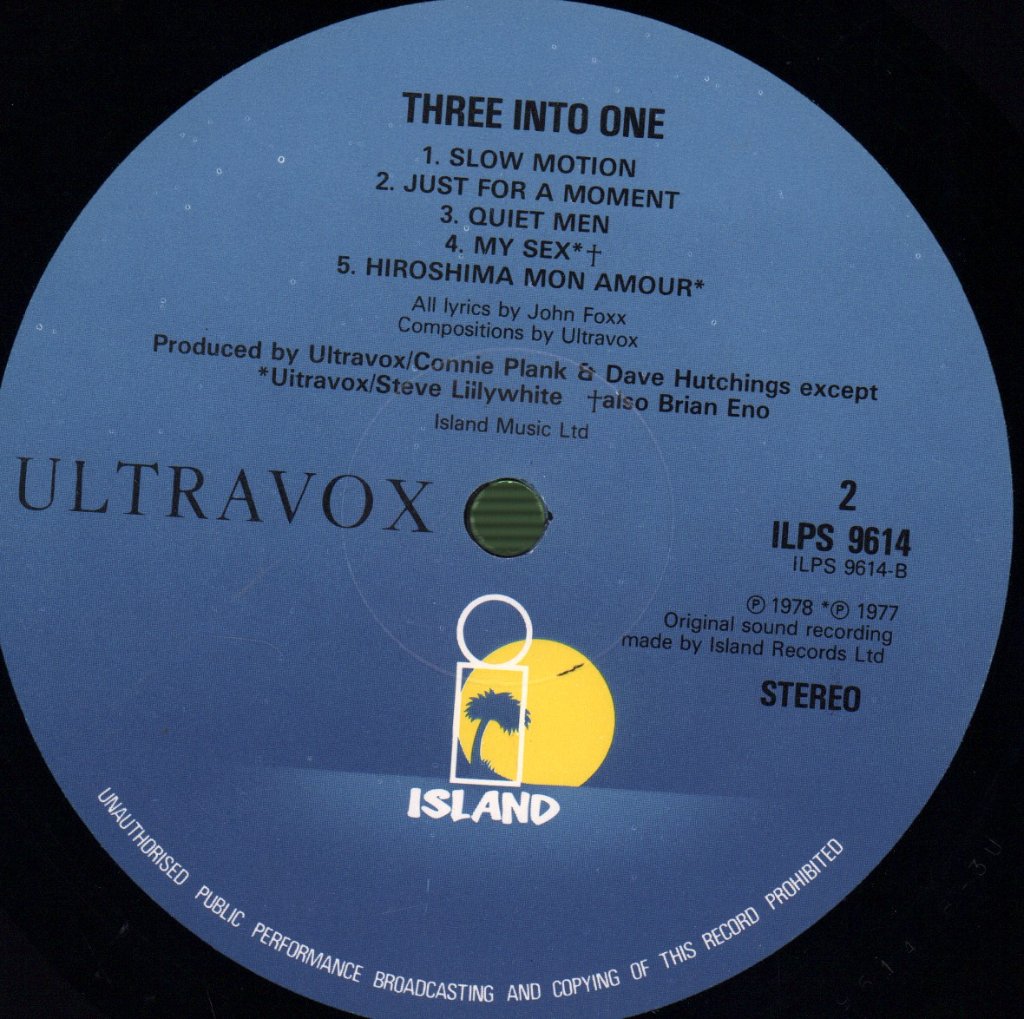 THREE INTO ONE
1. SLOW MOTION
2. JUST FOR A MOMENT
3. QUIET MEN
4. MY SEX*†
5. HIROSHIMA MON AMOUR*
All lyrics by John Foxx
Compositions by Ultravox
Produced by Ultravox/Connie Plank & Dave Hutchings except
*Uitravox/Steve Liilywhite †also Brian Eno
Island Music Ltd
ULTRAVOX
2
ILPS 9614
ILPS 9614-B
℗ 1978 *℗ 1977
Original sound recording
made by Island Records Ltd
STEREO
ISLAND
UNAUTHORISED PUBLIC PERFORMANCE BROADCASTING AND COPYING OF THIS RECORD PROHIBITED